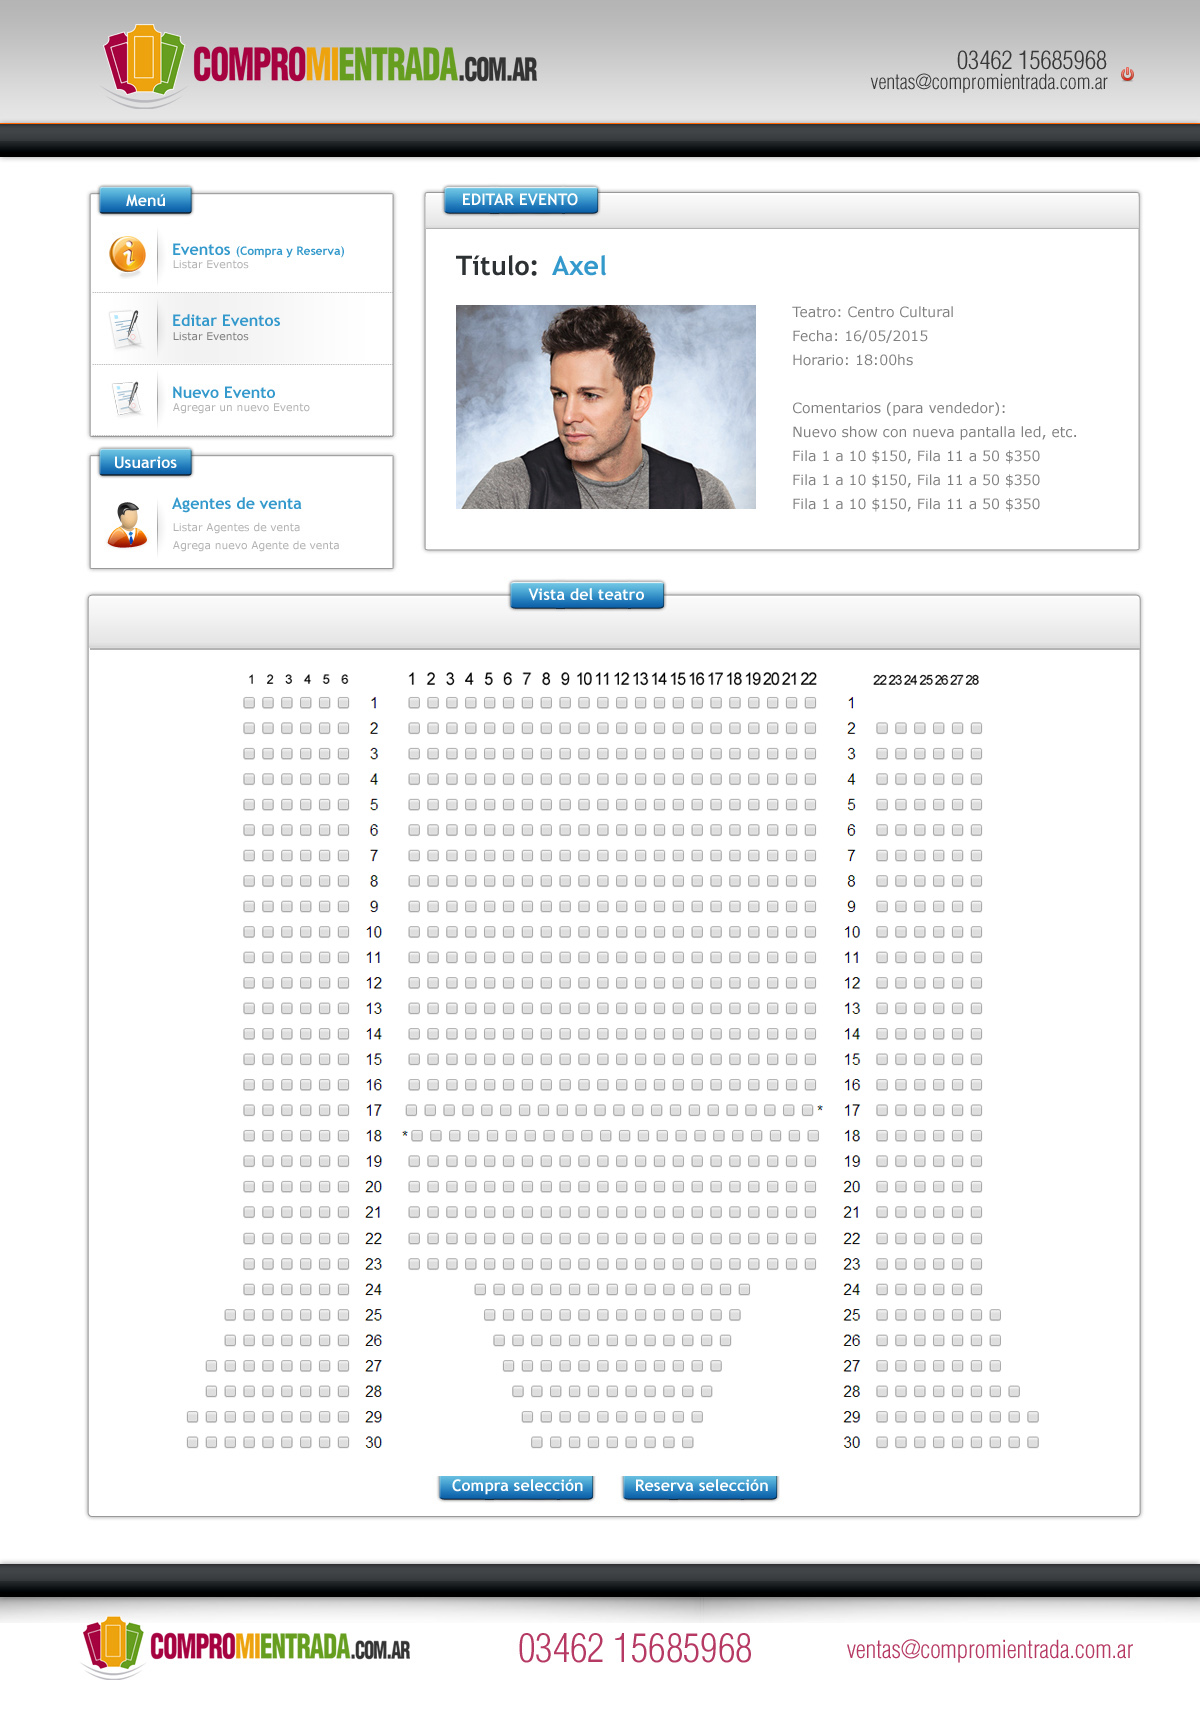 COMPROMIENTRADA.COM.AR
03462 15685968
ventas@compromientrada.com.ar
Menú
Eventos (Compra y Reserva)
Listar Eventos
Editar Eventos
Listar Eventos
Nuevo Evento
Agregar un nuevo Evento
Usuarios
Agentes de venta
Listar Agentes de venta
Agrega nuevo Agente de venta
EDITAR EVENTO
Título: Axel
Teatro: Centro Cultural
Fecha: 16/05/2015
Horario: 18:00hs
Comentarios (para vendedor):
Nuevo show con nueva pantalla led, etc.
Fila 1 a 10 $150, Fila 11 a 50 $350
Fila 1 a 10 $150, Fila 11 a 50 $350
Fila 1 a 10 $150, Fila 11 a 50 $350
Vista del teatro
1 2 3 4 5 6 1 2 3 4 5 6 7 8 9 10 11 12 13 14 15 16 17 18 19 20 21 22 22 23 24 25 26 27 28
1 1
2 2
3 3
4 4
5 5
6 6
7 7
8 8
9 9
10 10
11 11
12 12
13 13
14 14
15 15
16 16
17 * 17
18 * 18
19 19
20 20
21 21
22 22
23 23
24 24
25 25
26 26
27 27
28 28
29 29
30 30
Compra selección Reserva selección
COMPROMIENTRADA.COM.AR 03462 15685968 ventas@compromientrada.com.ar